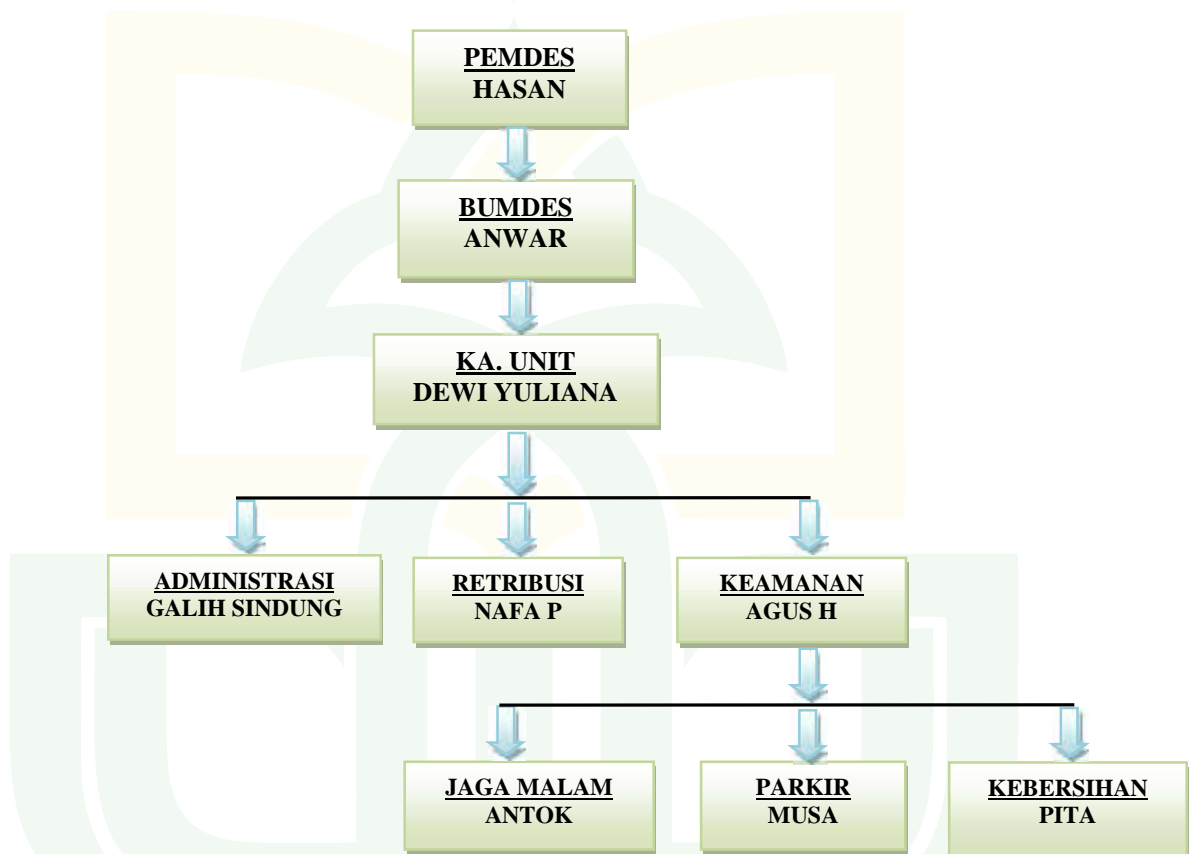 PEMDES
HASAN
BUMDES
ANWAR
KA. UNIT
DEWI YULIANA
ADMINISTRASI
GALIH SINDUNG
RETRIBUSI
NAFA P
KEAMANAN
AGUS H
JAGA MALAM
ANTOK
PARKIR
MUSA
KEBERSIHAN
PITA